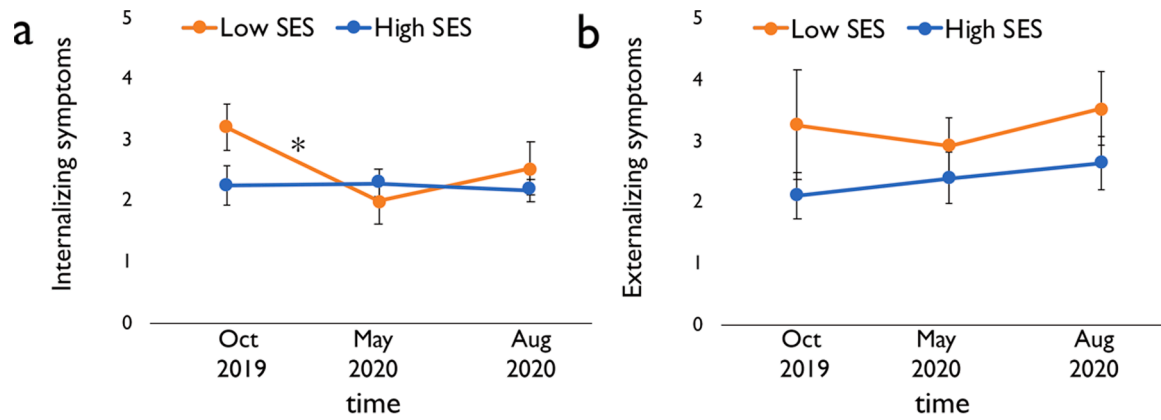 a
Low SES
High SES
Internalizing symptoms
5
4
3
2
1
0
*
Oct
2019
May
2020
Aug
2020
time
b
Low SES
High SES
Externalizing symptoms
5
4
3
2
1
0
Oct
2019
May
2020
Aug
2020
time